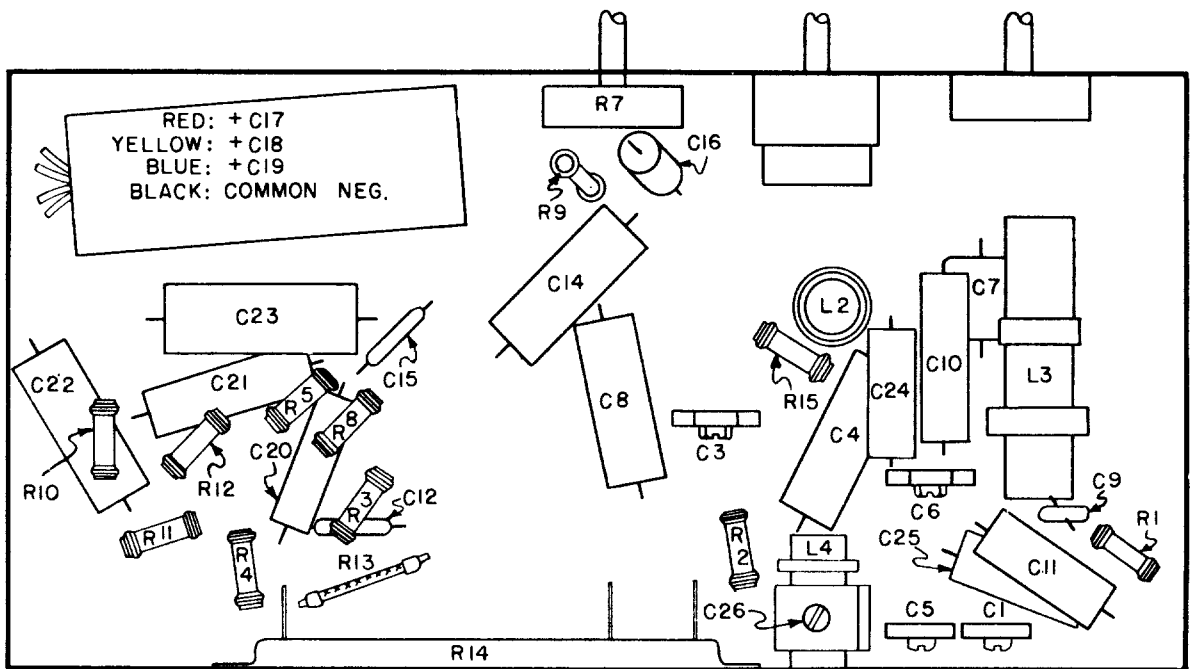 RED: +C17
YELLOW: +C18
BLUE: +C19
BLACK: COMMON NEG.
R7
C16
R9
C14
C7
L2
C23
C15
C10
L3
C22
C21
R5
R8
C8
R15
C24
C4
C3
C20
R10
R12
R3
C12
C6
C9
R1
R11
R4
R13
R2
L4
C25
C11
C26
C5
C1
R14